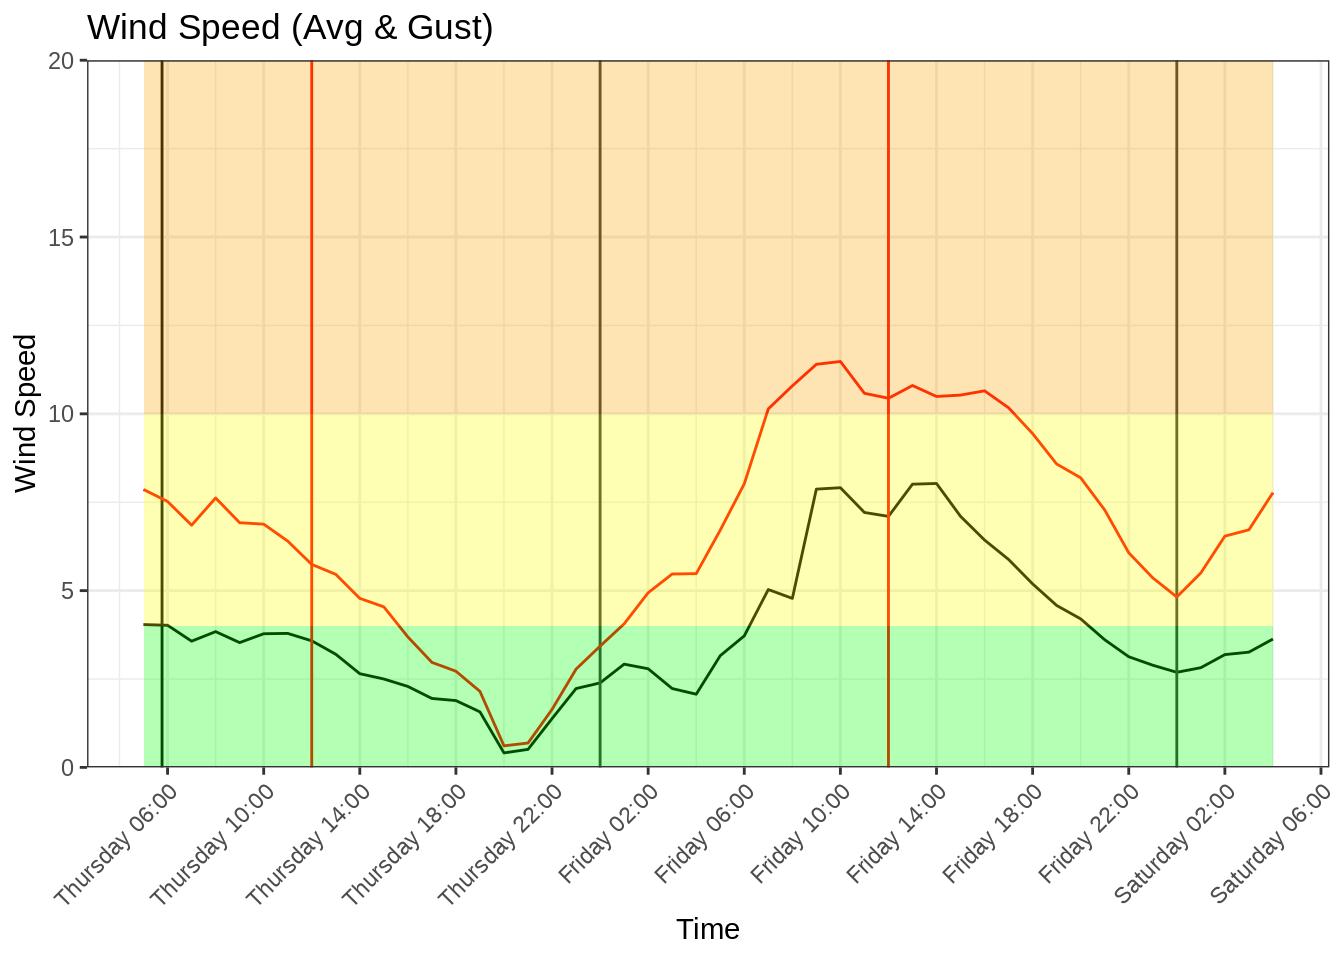 Wind Speed (Avg & Gust)
20
15
10
5
0
Wind Speed
Thursday 06:00
Thursday 10:00
Thursday 14:00
Thursday 18:00
Thursday 22:00
Friday 02:00
Friday 06:00
Friday 10:00
Friday 14:00
Friday 18:00
Friday 22:00
Saturday 02:00
Saturday 06:00
Time